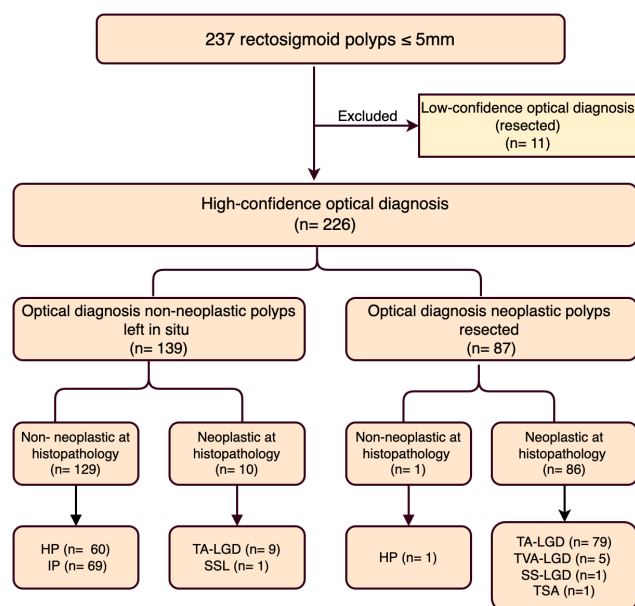 237 rectosigmoid polyps ≤ 5mm
Excluded
Low-confidence optical diagnosis
(resected)
(n= 11)
High-confidence optical diagnosis
(n= 226)
Optical diagnosis non-neoplastic polyps
left in situ
(n= 139)
Optical diagnosis neoplastic polyps
resected
(n= 87)
Non- neoplastic at
histopathology
(n= 129)
Neoplastic at
histopathology
(n= 10)
Non-neoplastic at
histopathology
(n= 1)
Neoplastic at
histopathology
(n= 86)
HP (n= 60)
IP (n= 69)
TA-LGD (n= 9)
SSL (n= 1)
HP (n= 1)
TA-LGD (n= 79)
TVA-LGD (n= 5)
SS-LGD (n=1)
TSA (n=1)